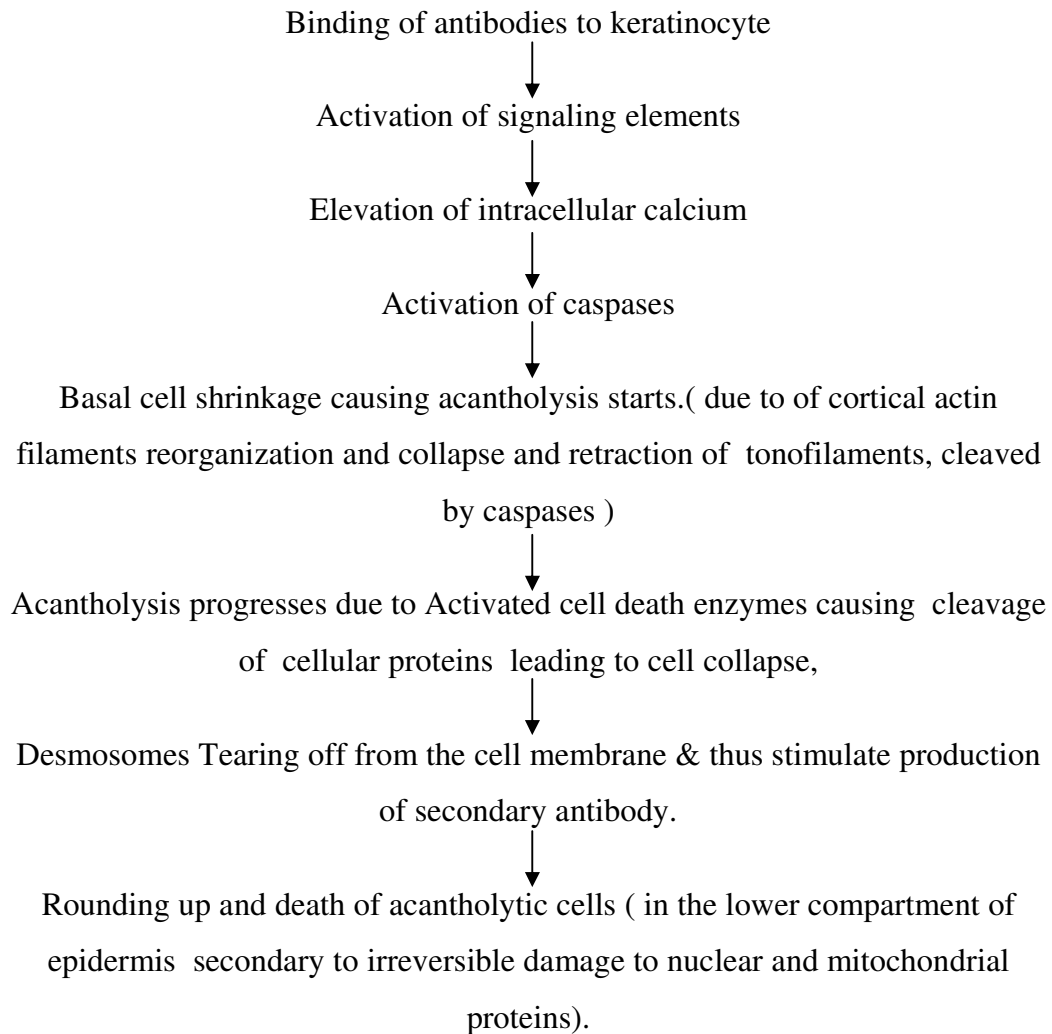 Binding of antibodies to keratinocyte
Activation of signaling elements
Elevation of intracellular calcium
Activation of caspases
Basal cell shrinkage causing acantholysis starts.( due to of cortical actin
filaments reorganization and collapse and retraction of tonofilaments, cleaved
by caspases )
Acantholysis progresses due to Activated cell death enzymes causing cleavage
of cellular proteins leading to cell collapse,
Desmosomes Tearing off from the cell membrane & thus stimulate production
of secondary antibody.
Rounding up and death of acantholytic cells ( in the lower compartment of
epidermis secondary to irreversible damage to nuclear and mitochondrial
proteins).